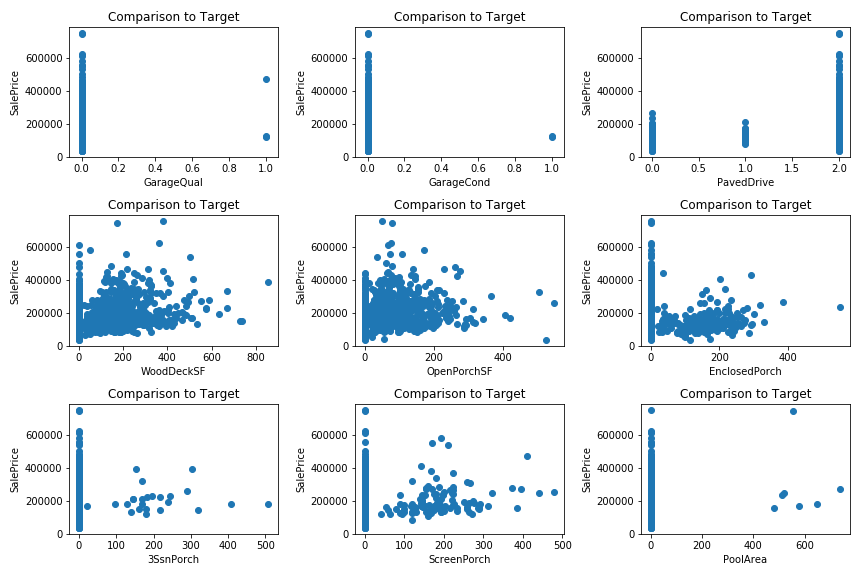 Comparison to Target
SalePrice
600000
400000
200000
0
0.0 0.2 0.4 0.6 0.8 1.0
GarageQual
Comparison to Target
SalePrice
600000
400000
200000
0
0.0 0.2 0.4 0.6 0.8 1.0
GarageCond
Comparison to Target
SalePrice
600000
400000
200000
0
0.0 0.5 1.0 1.5 2.0
PavedDrive
Comparison to Target
SalePrice
600000
400000
200000
0
0 200 400 600 800
WoodDeckSF
Comparison to Target
SalePrice
600000
400000
200000
0
0 200 400
OpenPorchSF
Comparison to Target
SalePrice
600000
400000
200000
0
0 200 400
EnclosedPorch
Comparison to Target
SalePrice
600000
400000
200000
0
0 100 200 300 400 500
3SsnPorch
Comparison to Target
SalePrice
600000
400000
200000
0
0 100 200 300 400 500
ScreenPorch
Comparison to Target
SalePrice
600000
400000
200000
0
0 200 400 600
PoolArea